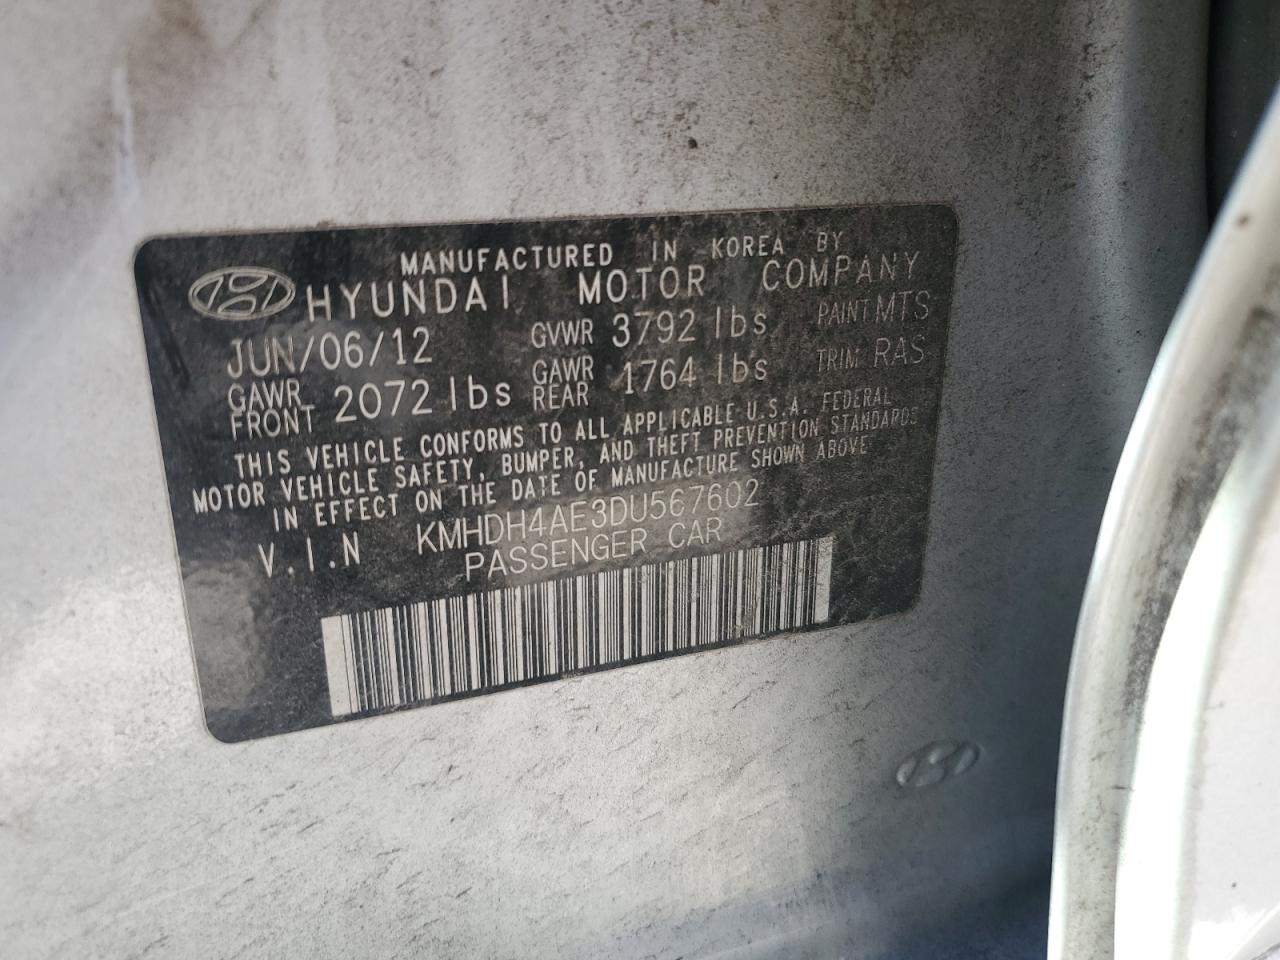 MANUFACTURED IN KOREA BY
HYUNDAI MOTOR COMPANY
JUN/06/12 GVWR 3792 lbs PAINT MTS
GAWR FRONT 2072 lbs GAWR REAR 1764 lbs TRIM RAS
THIS VEHICLE CONFORMS TO ALL APPLICABLE U.S.A. FEDERAL
MOTOR VEHICLE SAFETY, BUMPER, AND THEFT PREVENTION STANDARDS
IN EFFECT ON THE DATE OF MANUFACTURE SHOWN ABOVE
V.I.N KMHDH4AE3DU567602
PASSENGER CAR